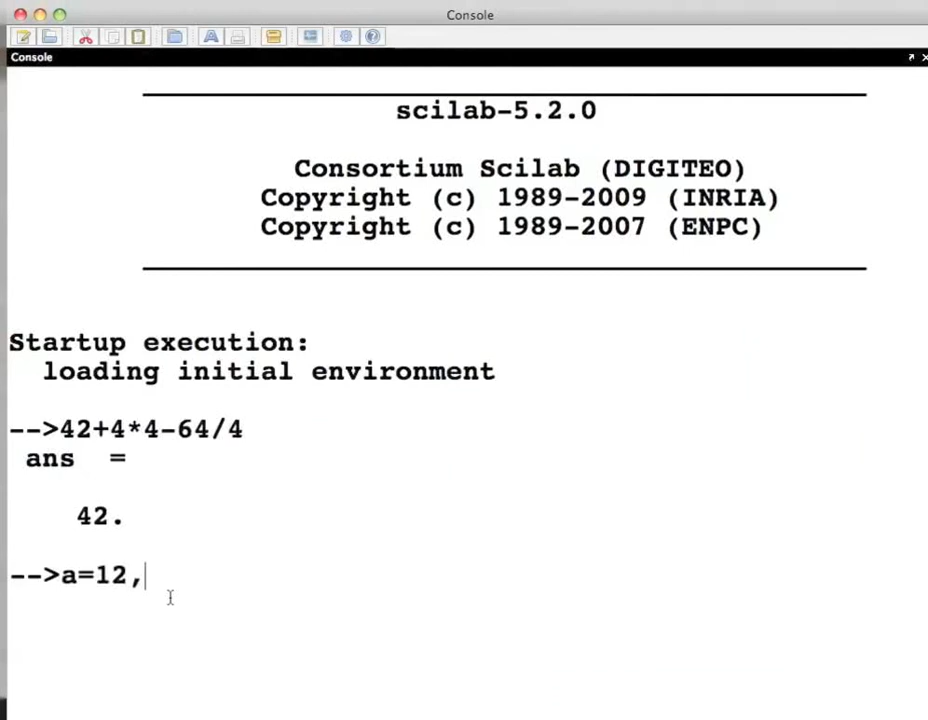 Console
Console
scilab-5.2.0
Consortium Scilab (DIGITEO)
Copyright (c) 1989-2009 (INRIA)
Copyright (c) 1989-2007 (ENPC)
Startup execution:
loading initial environment
-->42+4*4-64/4
ans =
42.
-->a=12,